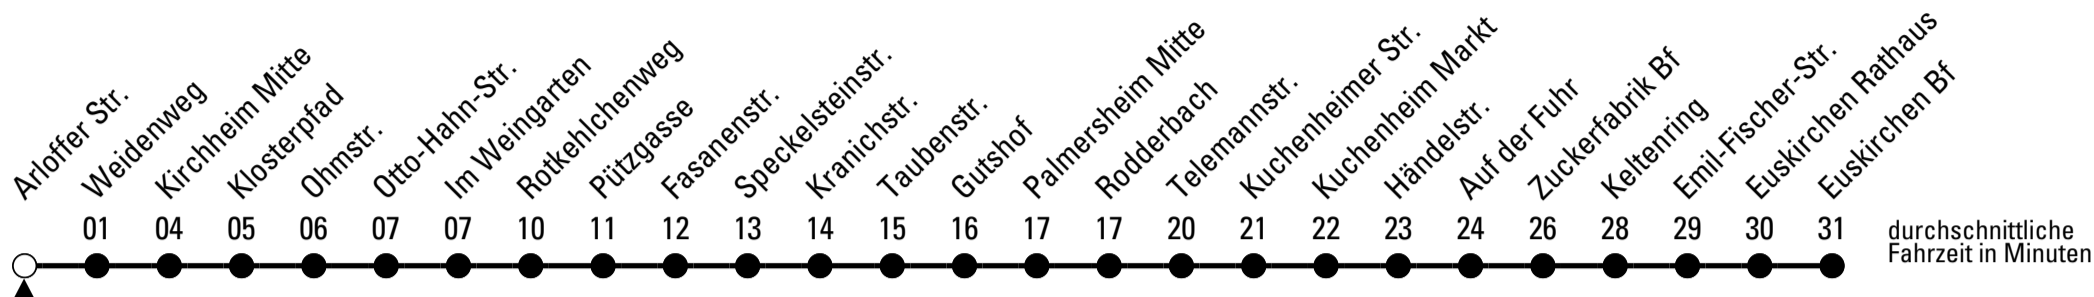 Arloffer Str.
Weidenweg
Kirchheim Mitte
Klosterpfad
Ohmstr.
Otto-Hahn-Str.
Im Weingarten
Rotkehlchenweg
Pützgasse
Fasanenstr.
Speckelsteinstr.
Kranichstr.
Taubenstr.
Gutshof
Palmersheim Mitte
Rodderbach
Telemannstr.
Kuchenheimer Str.
Kuchenheim Markt
Händelstr.
Auf der Fuhr
Zuckerfabrik Bf
Keltenring
Emil-Fischer-Str.
Euskirchen Rathaus
Euskirchen Bf
01 04 05 06 07 07 10 11 12 13 14 15 16 17 17 20 21 22 23 24 26 28 29 30 31
durchschnittliche
Fahrzeit in Minuten